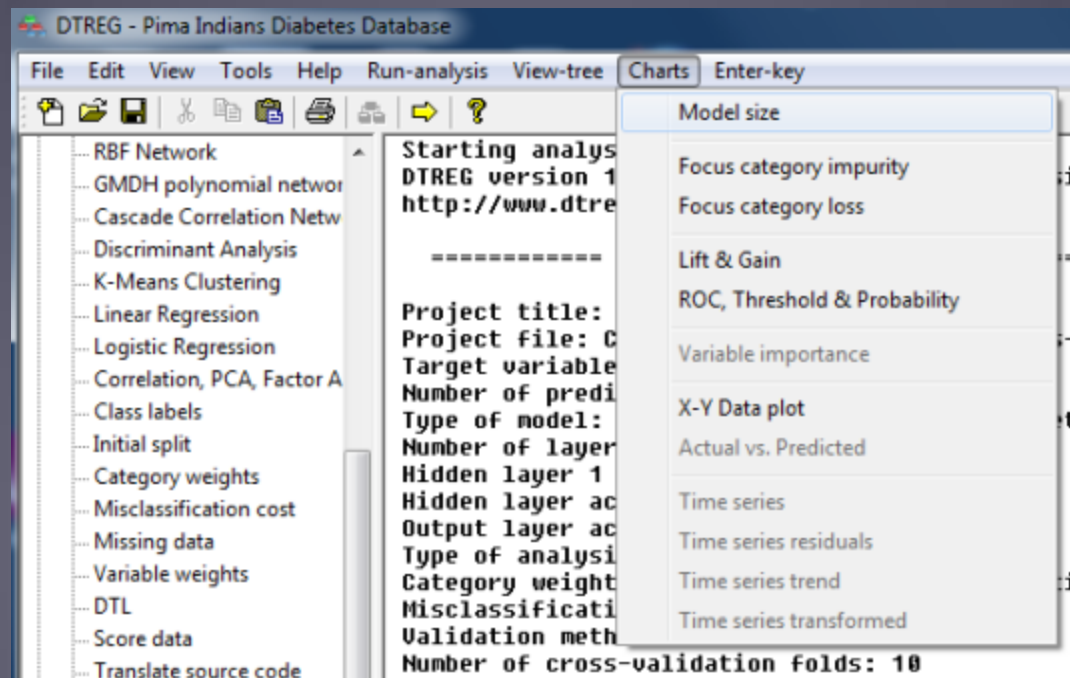 DTREG - Pima Indians Diabetes Database
File Edit View Tools Help Run-analysis View-tree Charts Enter-key
RBF Network
GMDH polynomial networ
Cascade Correlation Netw
Discriminant Analysis
K-Means Clustering
Linear Regression
Logistic Regression
Correlation, PCA, Factor A
Class labels
Initial split
Category weights
Misclassification cost
Missing data
Variable weights
DTL
Score data
Translate source code
Starting analys
DTREG version 1
http://www.dtre
============
Project title:
Project file: C
Target variable
Number of predi
Type of model:
Number of layer
Hidden layer 1
Hidden layer ac
Output layer ac
Type of analysi
Category weight
Misclassificati
Validation meth
Number of cross-validation folds: 10
Model size
Focus category impurity
Focus category loss
Lift & Gain
ROC, Threshold & Probability
Variable importance
X-Y Data plot
Actual vs. Predicted
Time series
Time series residuals
Time series trend
Time series transformed